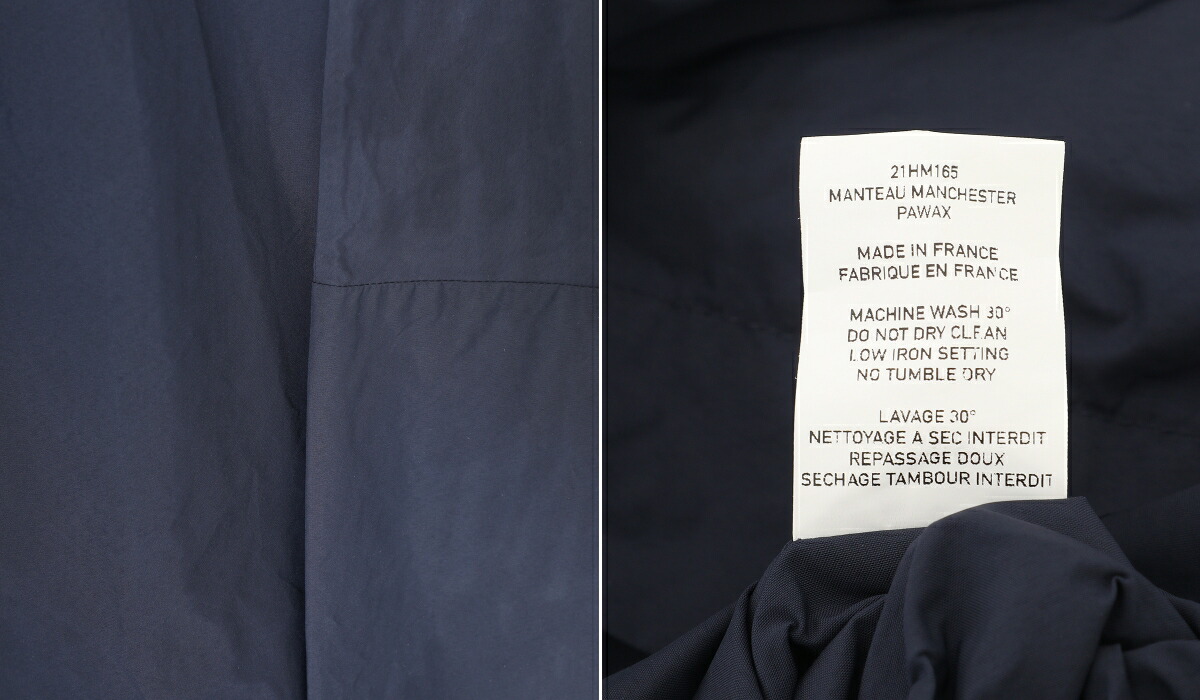 21HM165
MANTEAU MANCHESTER
PAWAX
MADE IN FRANCE
FABRIQUE EN FRANCE
MACHINE WASH 30°
DO NOT DRY CLEAN
LOW IRON SETTING
NO TUMBLE DRY
LAVAGE 30°
NETTOYAGE A SEC INTERDIT
REPASSAGE DOUX
SECHAGE TAMBOUR INTERDIT